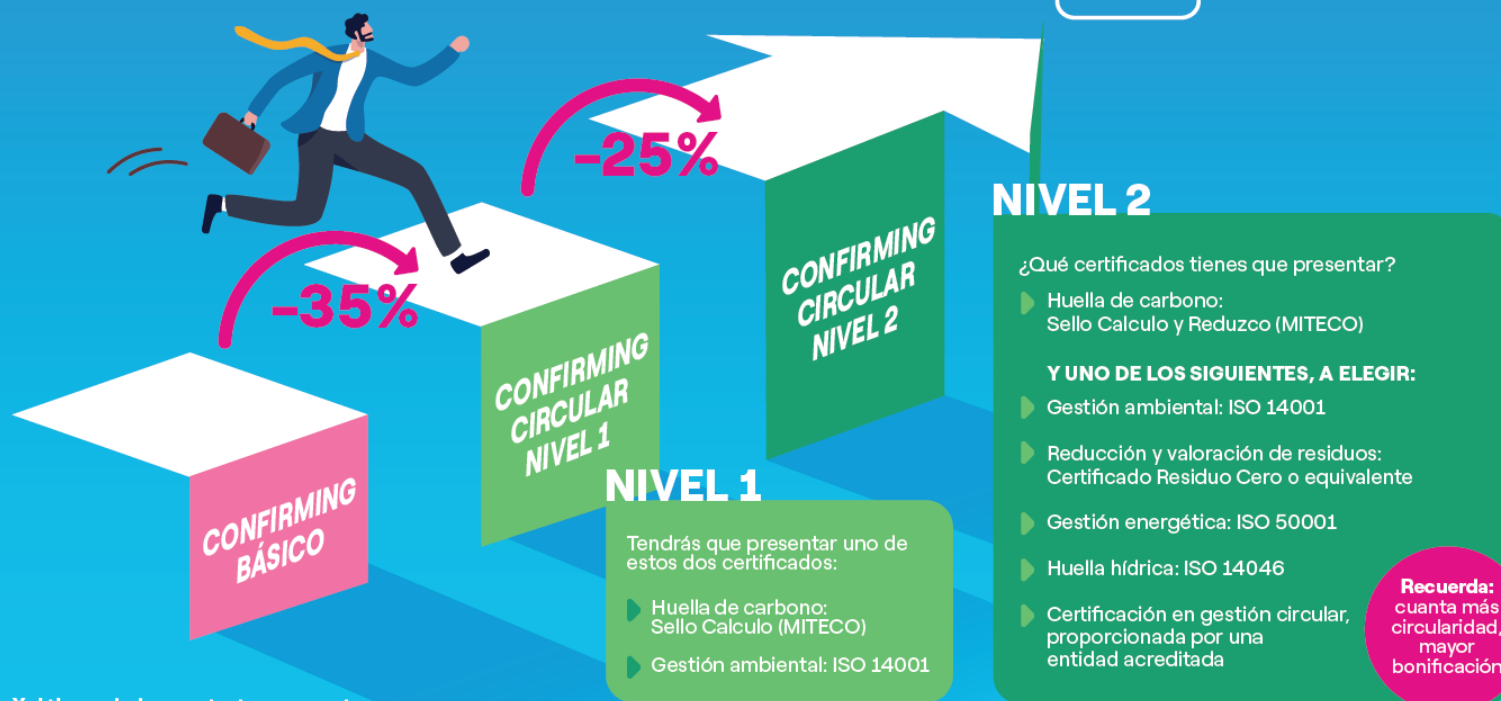 -25%
-35%
CONFIRMING
BÁSICO
CONFIRMING
CIRCULAR
NIVEL 1
CONFIRMING
CIRCULAR
NIVEL 2
NIVEL 1
Tendrás que presentar uno de
estos dos certificados:
Huella de carbono:
Sello Calculo (MITECO)
Gestión ambiental: ISO 14001
NIVEL 2
¿Qué certificados tienes que presentar?
Huella de carbono:
Sello Calculo y Reduzco (MITECO)
Y UNO DE LOS SIGUIENTES, A ELEGIR:
Gestión ambiental: ISO 14001
Reducción y valoración de residuos:
Certificado Residuo Cero o equivalente
Gestión energética: ISO 50001
Huella hídrica: ISO 14046
Certificación en gestión circular,
proporcionada por una
entidad acreditada
Recuerda:
cuanta más
circularidad,
mayor
bonificación